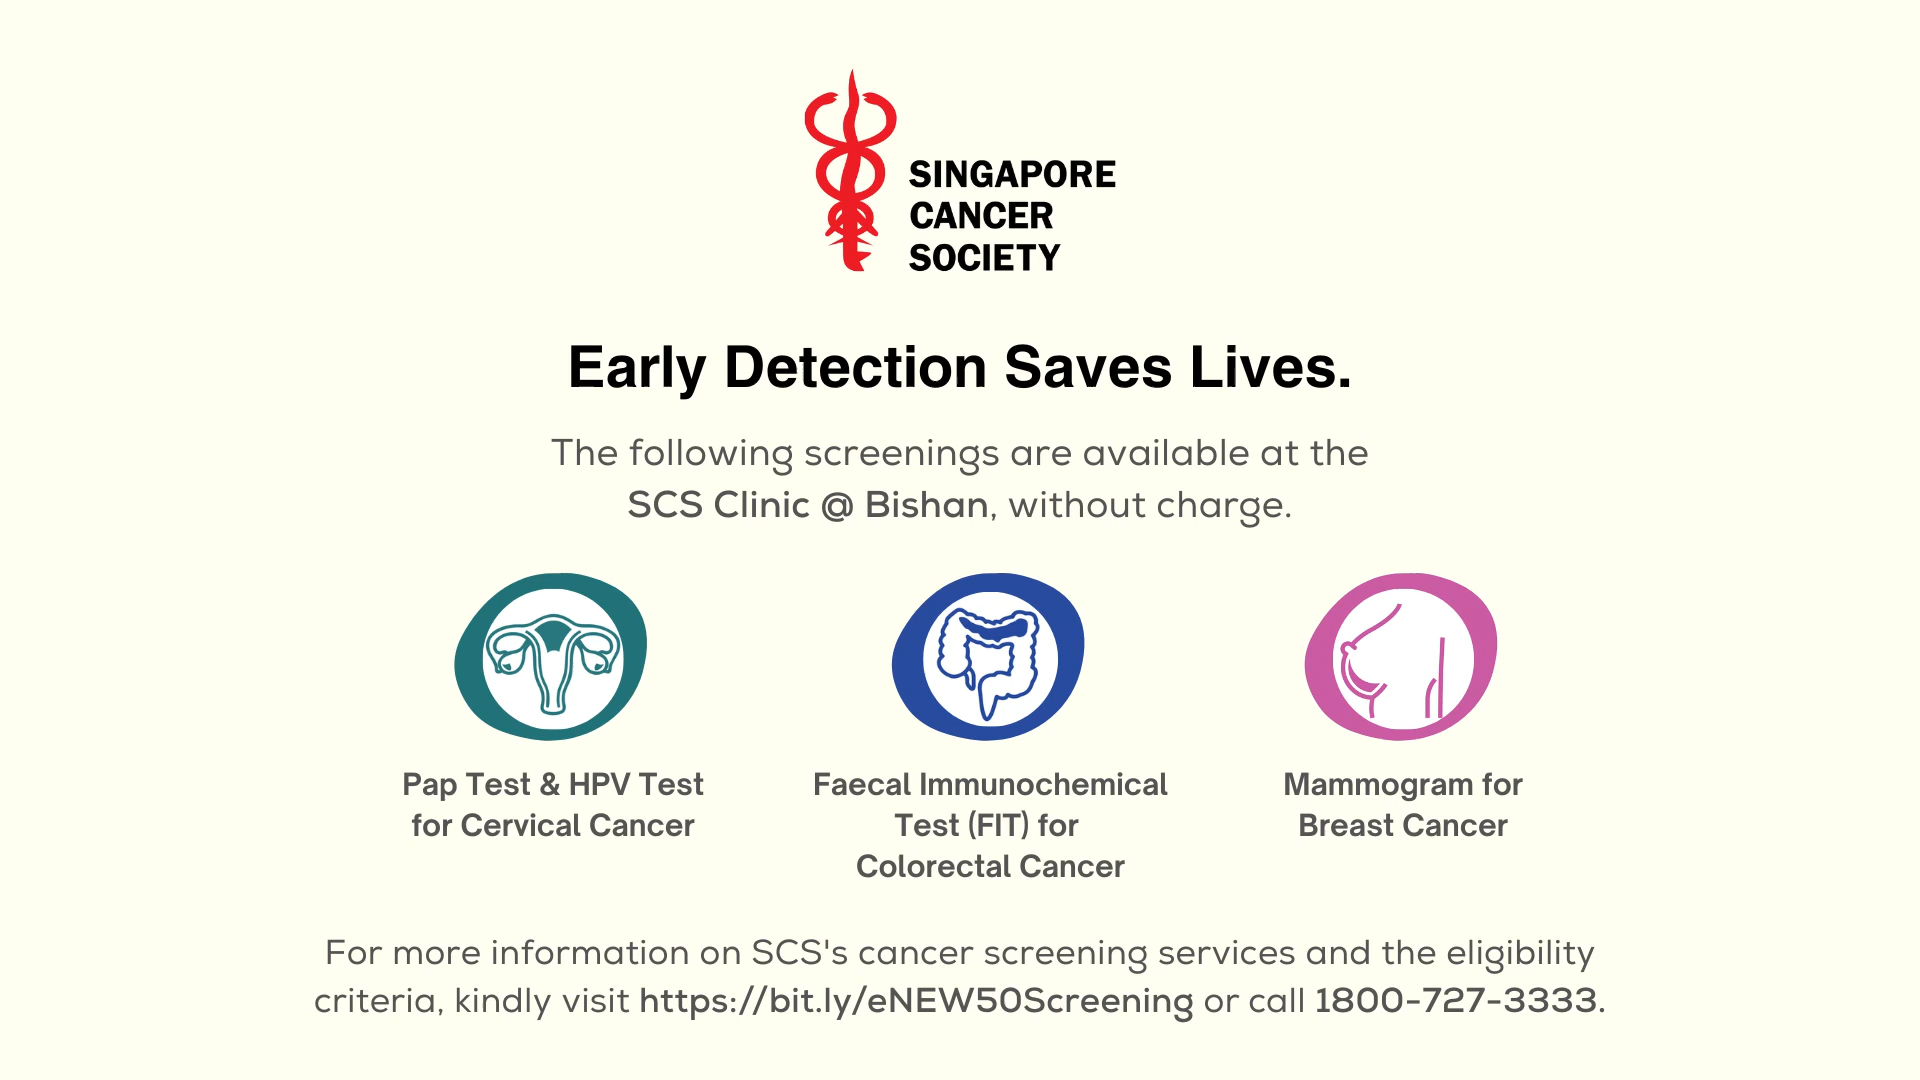 SINGAPORE
CANCER
SOCIETY
Early Detection Saves Lives.
The following screenings are available at the
SCS Clinic @ Bishan, without charge.
Pap Test & HPV Test
for Cervical Cancer
Faecal Immunochemical
Test (FIT) for
Colorectal Cancer
Mammogram for
Breast Cancer
For more information on SCS's cancer screening services and the eligibility
criteria, kindly visit https://bit.ly/eNEW50Screening or call 1800-727-3333.